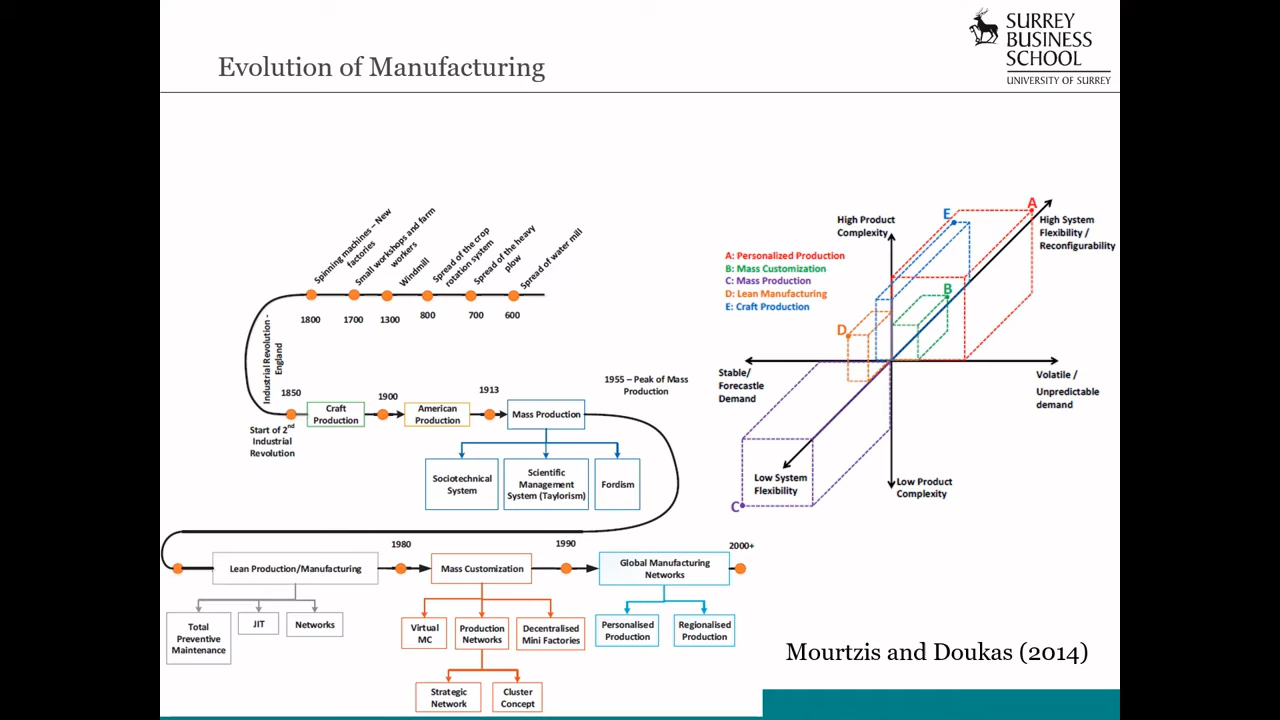 SURREY
BUSINESS
SCHOOL
UNIVERSITY OF SURREY
Evolution of Manufacturing
Spinning machines – New
factories
Small workshops and farm
workers
Windmill
Spread of the crop
rotation system
Spread of the heavy
plow
Spread of water mill
1800
1700
1300
800
700
600
Industrial Revolution -
England
1850
Start of 2nd
Industrial
Revolution
Craft
Production
1900
American
Production
1913
Mass Production
1955 – Peak of Mass
Production
Sociotechnical
System
Scientific
Management
System (Taylorism)
Fordism
Lean Production/Manufacturing
1980
Mass Customization
1990
Global Manufacturing
Networks
2000+
Total
Preventive
Maintenance
JIT
Networks
Virtual
MC
Production
Networks
Decentralised
Mini Factories
Personalised
Production
Regionalised
Production
Strategic
Network
Cluster
Concept
A: Personalized Production
B: Mass Customization
C: Mass Production
D: Lean Manufacturing
E: Craft Production
High Product
Complexity
E
A
High System
Flexibility /
Reconfigurability
B
D
Stable/
Forecastle
Demand
Volatile /
Unpredictable
demand
Low System
Flexibility
Low Product
Complexity
C
Mourtzis and Doukas (2014)